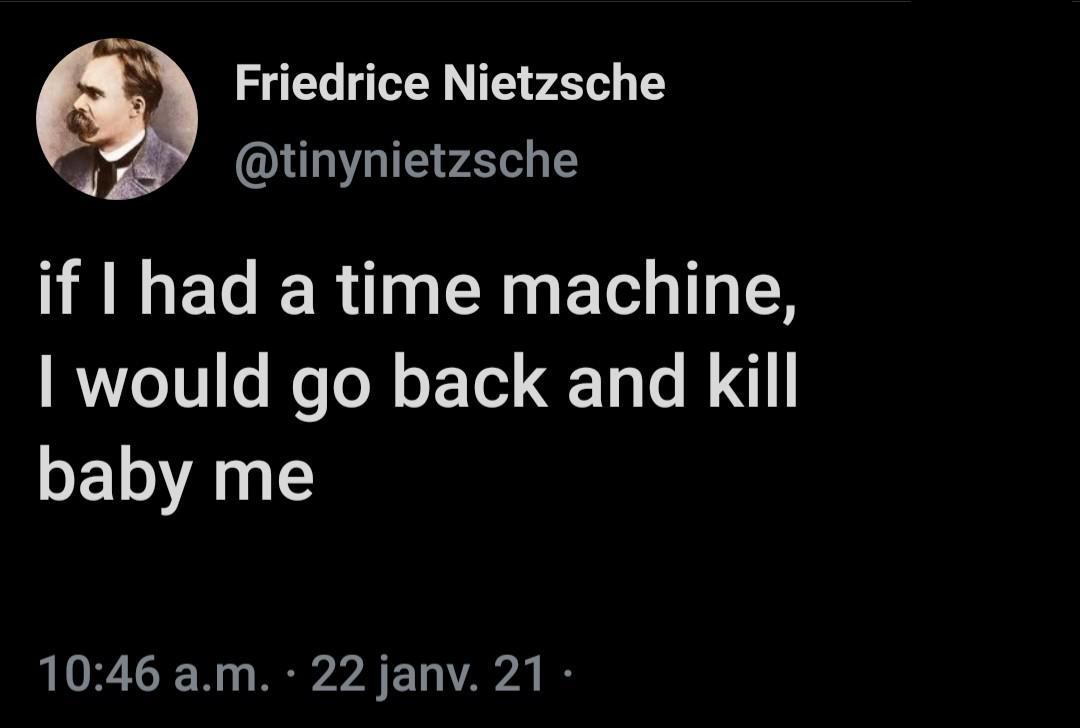 Friedrice Nietzsche
@tinynietzsche
if I had a time machine,
I would go back and kill
baby me
10:46 a.m. · 22 janv. 21 ·